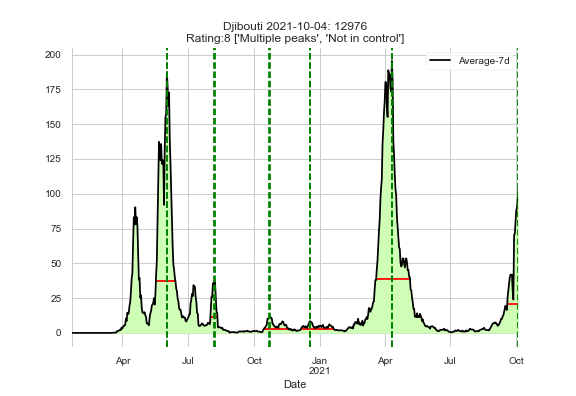 Djibouti 2021-10-04: 12976
Rating:8 ['Multiple peaks', 'Not in control']
Average-7d
200
175
150
125
100
75
50
25
0
Apr
Jul
Oct
Jan
2021
Apr
Jul
Oct
Date